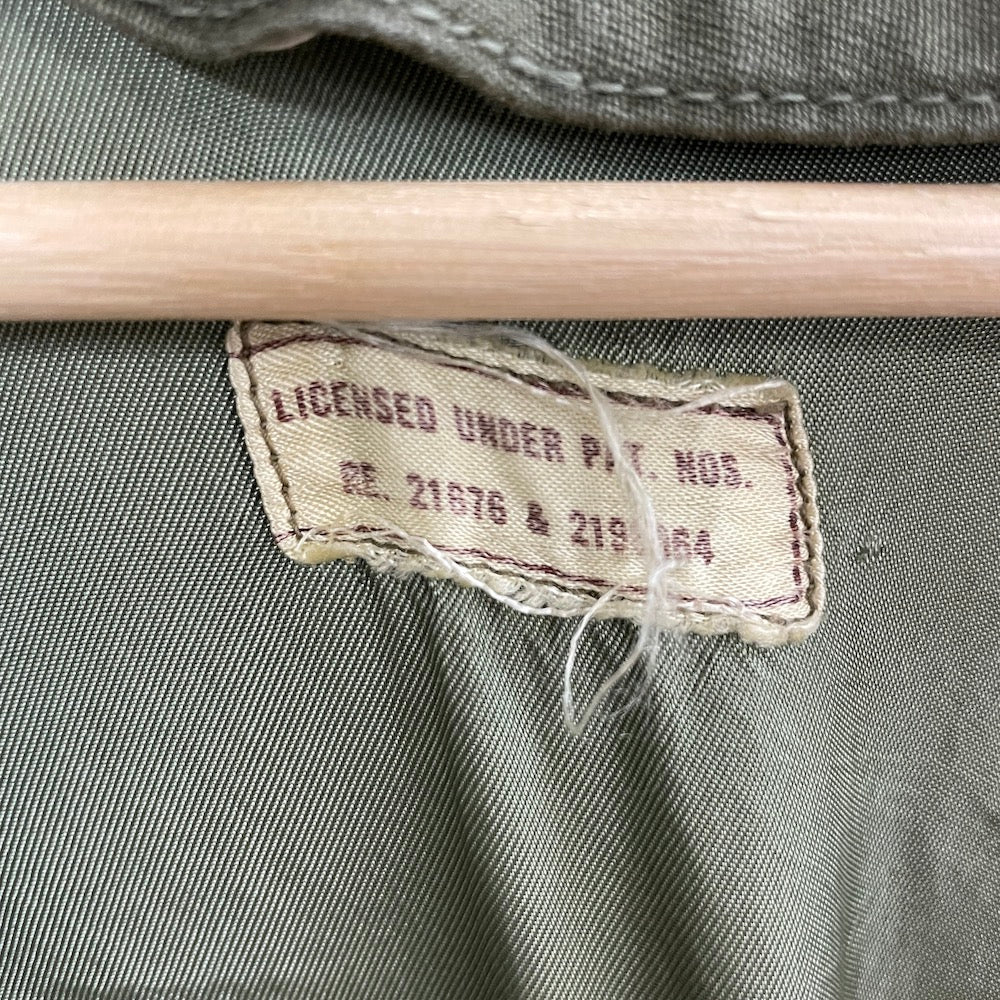 LICENSED UNDER PAT. NOS.
RE. 21676 &